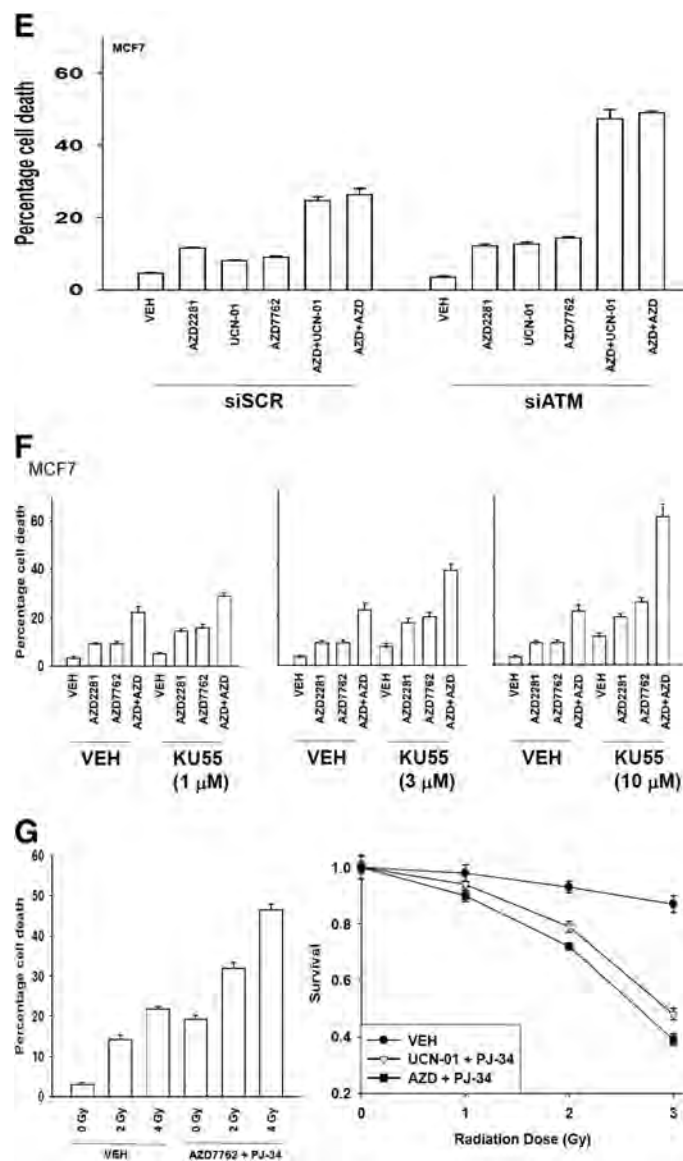 E
MCF7
Percentage cell death
60
40
20
0
VEH
AZD2281
UCN-01
AZD7762
AZD+UCN-01
AZD+AZD
VEH
AZD2281
UCN-01
AZD7762
AZD+UCN-01
AZD+AZD
siSCR
siATM
F
MCF7
Percentage cell death
60
40
20
0
VEH
AZD2281
AZD7762
AZD+AZD
VEH
AZD2281
AZD7762
AZD+AZD
VEH
AZD2281
AZD7762
AZD+AZD
VEH
AZD2281
AZD7762
AZD+AZD
VEH
AZD2281
AZD7762
AZD+AZD
VEH
AZD2281
AZD7762
AZD+AZD
VEH KU55 VEH KU55 VEH KU55
(1 μM) (3 μM) (10 μM)
G
Percentage cell death
60
50
40
30
20
10
0
0 Gy
2 Gy
4 Gy
0 Gy
2 Gy
4 Gy
VEH
AZD7762 + PJ-34
Survival
1.0
0.8
0.6
0.4
0.2
VEH
UCN-01 + PJ-34
AZD + PJ-34
0 1 2 3
Radiation Dose (Gy)